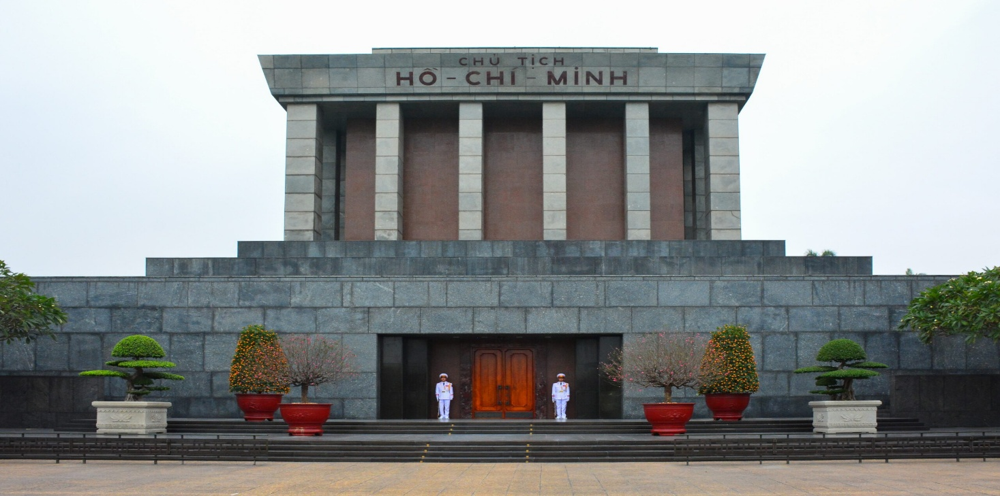 CHỦ TỊCH
HỒ - CHÍ - MINH